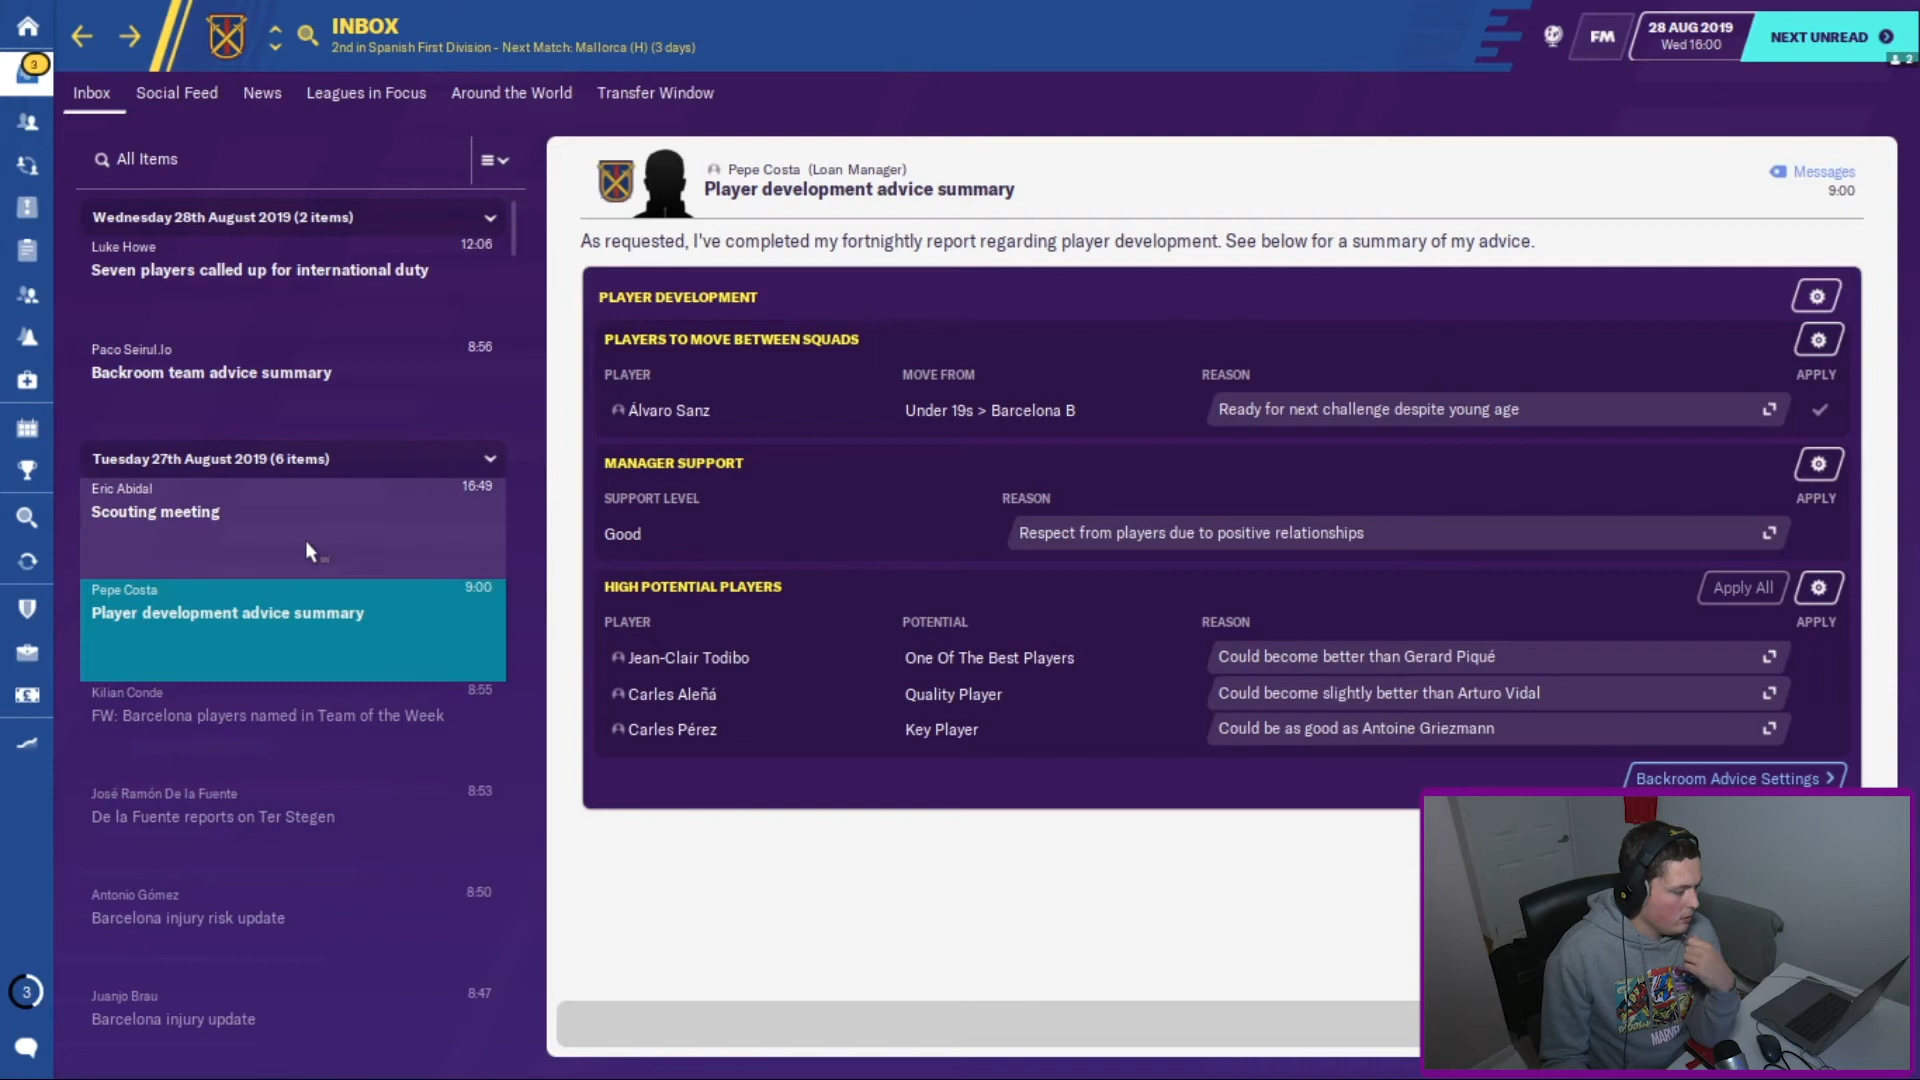 INBOX
2nd in Spanish First Division - Next Match: Mallorca (H) (3 days)
FM
28 AUG 2019
Wed 16:00
NEXT UNREAD
2
3
Inbox Social Feed News Leagues in Focus Around the World Transfer Window
All Items
Wednesday 28th August 2019 (2 items)
Luke Howe 12:06
Seven players called up for international duty
Paco Seirul.lo 8:56
Backroom team advice summary
Tuesday 27th August 2019 (6 items)
Eric Abidal 16:49
Scouting meeting
Pepe Costa 9:00
Player development advice summary
Kilian Conde 8:55
FW: Barcelona players named in Team of the Week
José Ramón De la Fuente 8:53
De la Fuente reports on Ter Stegen
Antonio Gómez 8:50
Barcelona injury risk update
Juanjo Brau 8:47
Barcelona injury update
3
Pepe Costa (Loan Manager)
Player development advice summary
Messages
9:00
As requested, I've completed my fortnightly report regarding player development. See below for a summary of my advice.
PLAYER DEVELOPMENT
PLAYERS TO MOVE BETWEEN SQUADS
PLAYER MOVE FROM REASON APPLY
Álvaro Sanz Under 19s > Barcelona B Ready for next challenge despite young age
MANAGER SUPPORT
SUPPORT LEVEL REASON APPLY
Good Respect from players due to positive relationships
HIGH POTENTIAL PLAYERS Apply All
PLAYER POTENTIAL REASON APPLY
Jean-Clair Todibo One Of The Best Players Could become better than Gerard Piqué
Carles Aleñá Quality Player Could become slightly better than Arturo Vidal
Carles Pérez Key Player Could be as good as Antoine Griezmann
Backroom Advice Settings >
MARVEL